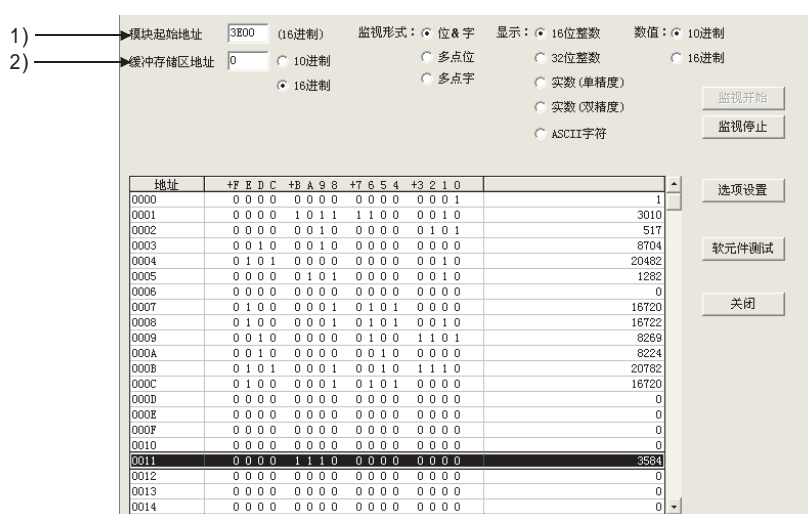 1) 模块起始地址 3E00 (16进制) 监视形式： 位&字 显示： 16位整数 数值： 10进制
2) 缓冲存储区地址 0 10进制 多点位 32位整数 16进制
16进制 多点字 实数(单精度)
实数(双精度)
ASCII字符
监视开始
监视停止
选项设置
软元件测试
关闭
地址 +F E D C +B A 9 8 +7 6 5 4 +3 2 1 0
0000 0 0 0 0 0 0 0 0 0 0 0 0 0 0 0 1 1
0001 0 0 0 0 1 0 1 1 1 1 0 0 0 0 1 0 3010
0002 0 0 0 0 0 0 1 0 0 0 0 0 0 1 0 1 517
0003 0 0 1 0 0 0 1 0 0 0 0 0 0 0 0 0 8704
0004 0 1 0 1 0 0 0 0 0 0 0 0 0 0 1 0 20482
0005 0 0 0 0 0 1 0 1 0 0 0 0 0 0 1 0 1282
0006 0 0 0 0 0 0 0 0 0 0 0 0 0 0 0 0 0
0007 0 1 0 0 0 0 0 1 0 1 0 1 0 0 0 0 16720
0008 0 1 0 0 0 0 0 1 0 1 0 1 0 0 1 0 16722
0009 0 0 1 0 0 0 0 0 0 1 0 0 1 1 0 1 8269
000A 0 0 1 0 0 0 0 0 0 0 1 0 0 0 0 0 8224
000B 0 1 0 1 0 0 0 1 0 0 1 0 1 1 1 0 20782
000C 0 1 0 0 0 0 0 1 0 1 0 1 0 0 0 0 16720
000D 0 0 0 0 0 0 0 0 0 0 0 0 0 0 0 0 0
000E 0 0 0 0 0 0 0 0 0 0 0 0 0 0 0 0 0
000F 0 0 0 0 0 0 0 0 0 0 0 0 0 0 0 0 0
0010 0 0 0 0 0 0 0 0 0 0 0 0 0 0 0 0 0
0011 0 0 0 0 1 1 1 0 0 0 0 0 0 0 0 0 3584
0012 0 0 0 0 0 0 0 0 0 0 0 0 0 0 0 0 0
0013 0 0 0 0 0 0 0 0 0 0 0 0 0 0 0 0 0
0014 0 0 0 0 0 0 0 0 0 0 0 0 0 0 0 0 0